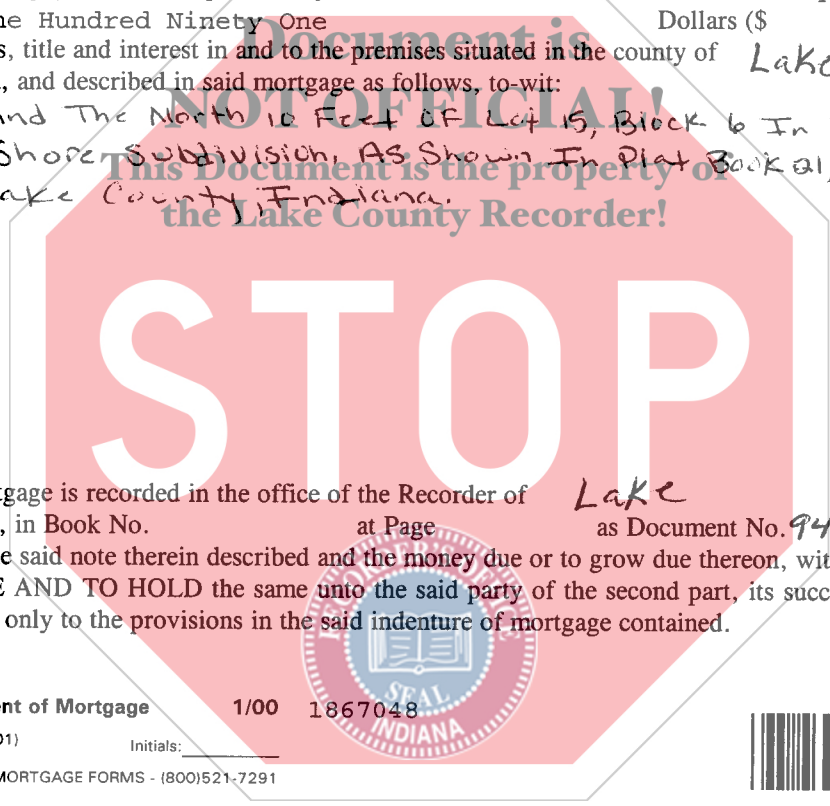 ne Hundred Ninety One Dollars ($
s, title and interest in and to the premises situated in the county of Lake
, and described in said mortgage as follows, to-wit:
And The North 10 Feet OF Lot 15, Block 6 In
Shore Subdivision, As Shown In Plat Book 21,
ake County, Indiana.
Document is
NOT OFFICIAL!
This Document is the property of
the Lake County Recorder!
STOP
tgage is recorded in the office of the Recorder of Lake
, in Book No. at Page as Document No. 94
e said note therein described and the money due or to grow due thereon, wit
E AND TO HOLD the same unto the said party of the second part, its succ
only to the provisions in the said indenture of mortgage contained.
RECORDER'S OFFICE
SEAL
INDIANA
nt of Mortgage 1/00 1867048
01) Initials:
MORTGAGE FORMS - (800)521-7291